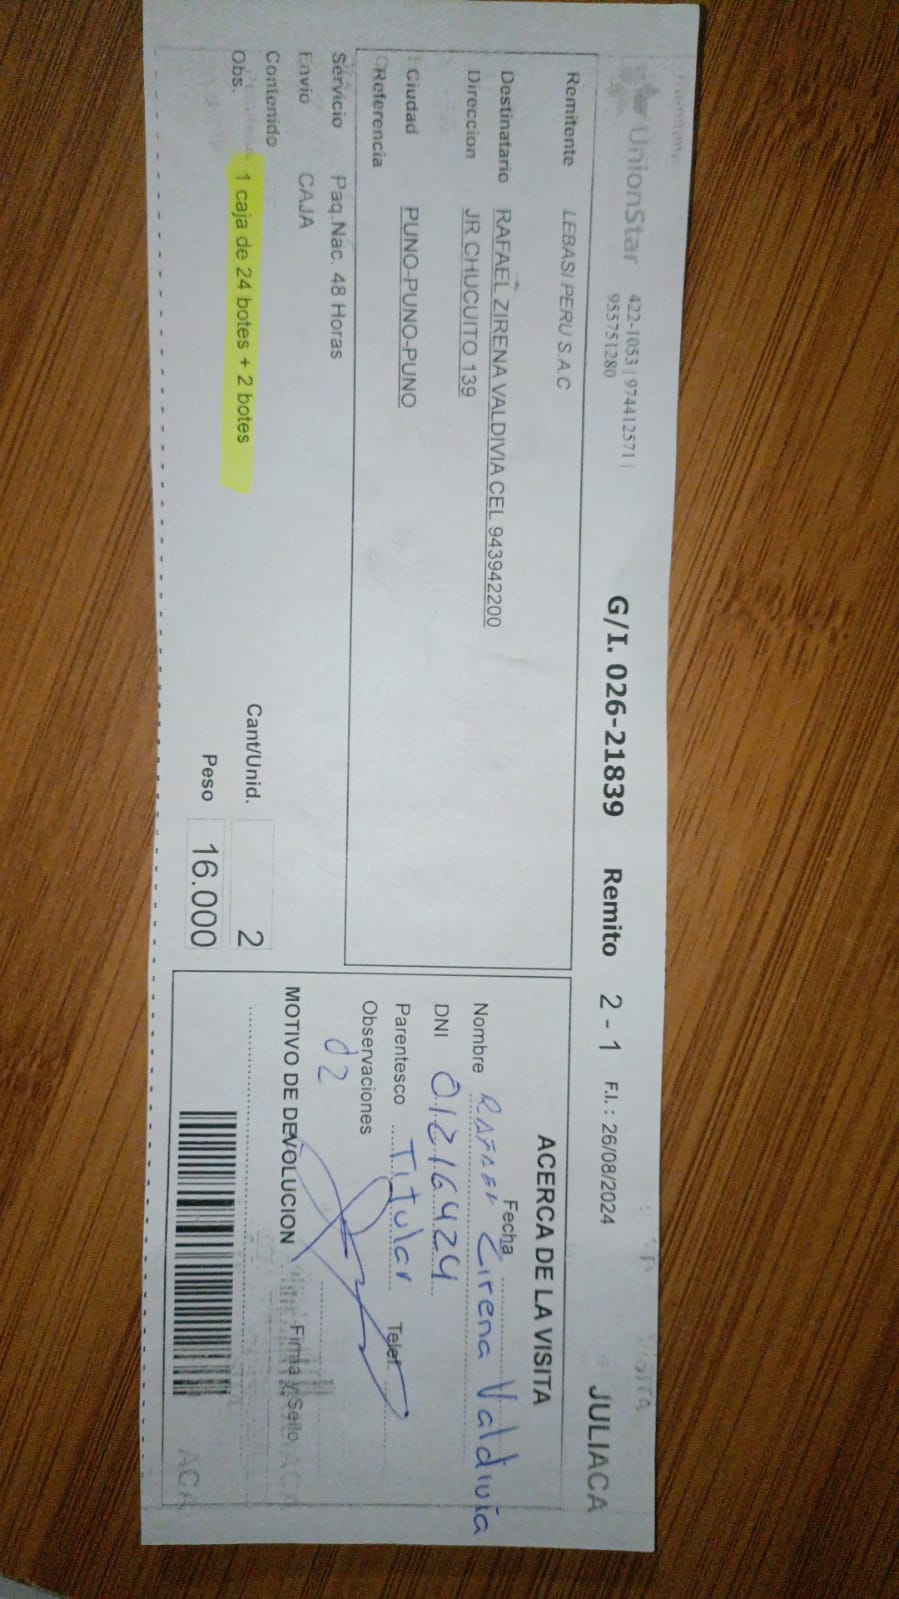 UnionStar
422-1053 | 974412571 |
955751280
G/I. 026-21839 Remito 2 - 1 F.I.: 26/08/2024
JULIACA
Remitente LEBASI PERU S.A.C
Destinatario RAFAEL ZIRENA VALDIVIA CEL 943942200
Direccion JR CHUCUITO 139
Ciudad PUNO-PUNO-PUNO
Referencia
Servicio Paq.Nac. 48 Horas
Envio CAJA
Contenido
Obs. 1 caja de 24 botes + 2 botes
Cant/Unid. 2
Peso 16.000
ACERCA DE LA VISITA
Fecha
Nombre Rafael Zirena Valdivia
DNI 01216424
Parentesco Titular Telef.
Observaciones
d2
MOTIVO DE DEVOLUCION
Firma y Sello